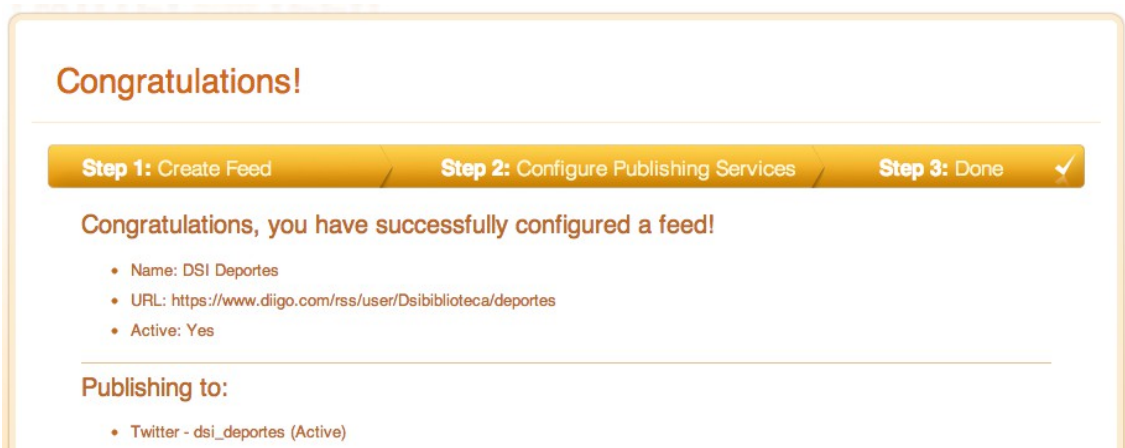 Congratulations!
Step 1: Create Feed Step 2: Configure Publishing Services Step 3: Done
Congratulations, you have successfully configured a feed!
• Name: DSI Deportes
• URL: https://www.diigo.com/rss/user/Dsibiblioteca/deportes
• Active: Yes
Publishing to:
• Twitter - dsi_deportes (Active)